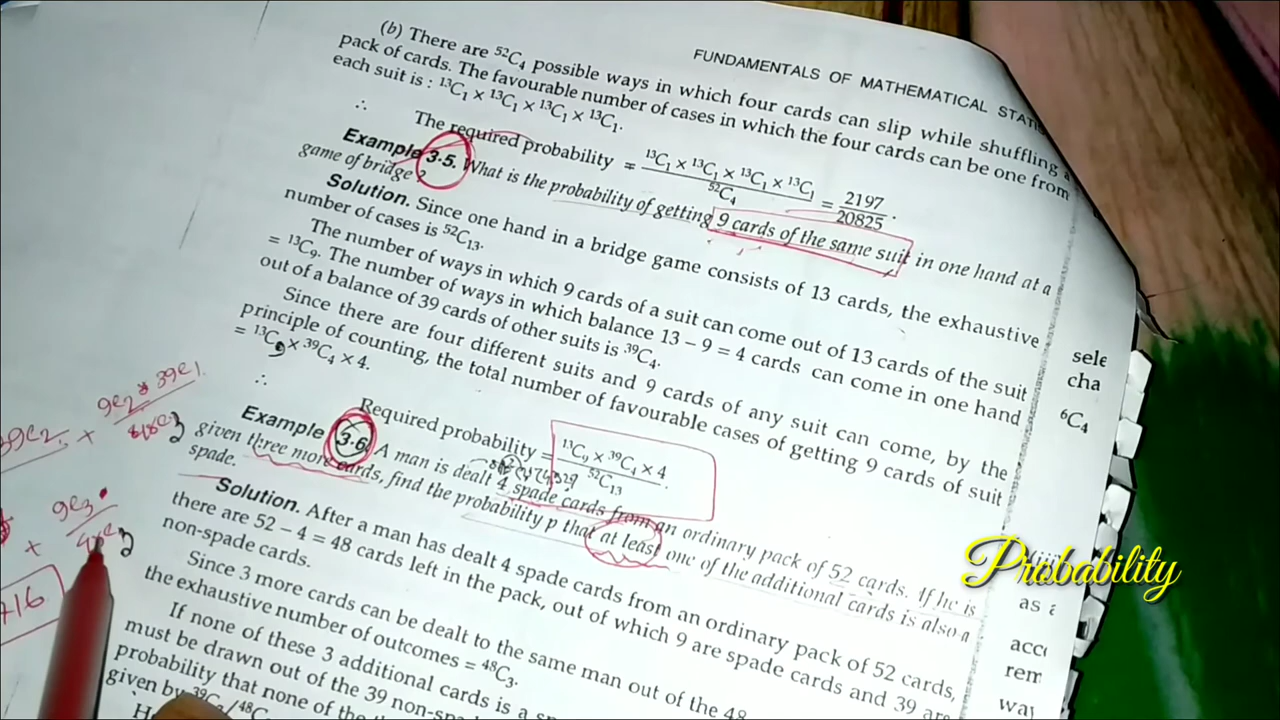 FUNDAMENTALS OF MATHEMATICAL STATIS
(b) There are ⁵²C₄ possible ways in which four cards can slip while shuffling a
pack of cards. The favourable number of cases in which the four cards can be one from
each suit is : ¹³C₁ × ¹³C₁ × ¹³C₁ × ¹³C₁.
∴ The required probability = ¹³C₁ × ¹³C₁ × ¹³C₁ × ¹³C₁ / ⁵²C₄ = 2197 / 20825 .
Example 3·5. What is the probability of getting 9 cards of the same suit in one hand at a
game of bridge ?
Solution. Since one hand in a bridge game consists of 13 cards, the exhaustive
number of cases is ⁵²C₁₃.
The number of ways in which 9 cards of a suit can come out of 13 cards of the suit
= ¹³C₉. The number of ways in which balance 13 – 9 = 4 cards can come in one hand
out of a balance of 39 cards of other suits is ³⁹C₄.
Since there are four different suits and 9 cards of any suit can come, by the
principle of counting, the total number of favourable cases of getting 9 cards of suit
= ¹³C₉ × ³⁹C₄ × 4.
∴ Required probability = ¹³C₉ × ³⁹C₄ × 4 / ⁵²C₁₃ .
Example 3·6. A man is dealt 4 spade cards from an ordinary pack of 52 cards. If he is
given three more cards, find the probability p that at least one of the additional cards is also a
spade.
Solution. After a man has dealt 4 spade cards from an ordinary pack of 52 cards,
there are 52 – 4 = 48 cards left in the pack, out of which 9 are spade cards and 39 are
non-spade cards.
Since 3 more cards can be dealt to the same man out of the 48
the exhaustive number of outcomes = ⁴⁸C₃.
If none of these 3 additional cards is a
must be drawn out of the 39
probability that none of the
given by
sele
cha
⁶C₄
as a
acc
rem
way
9c₂ × 39c₁
39c₂ ×
× 9c₃
Probability